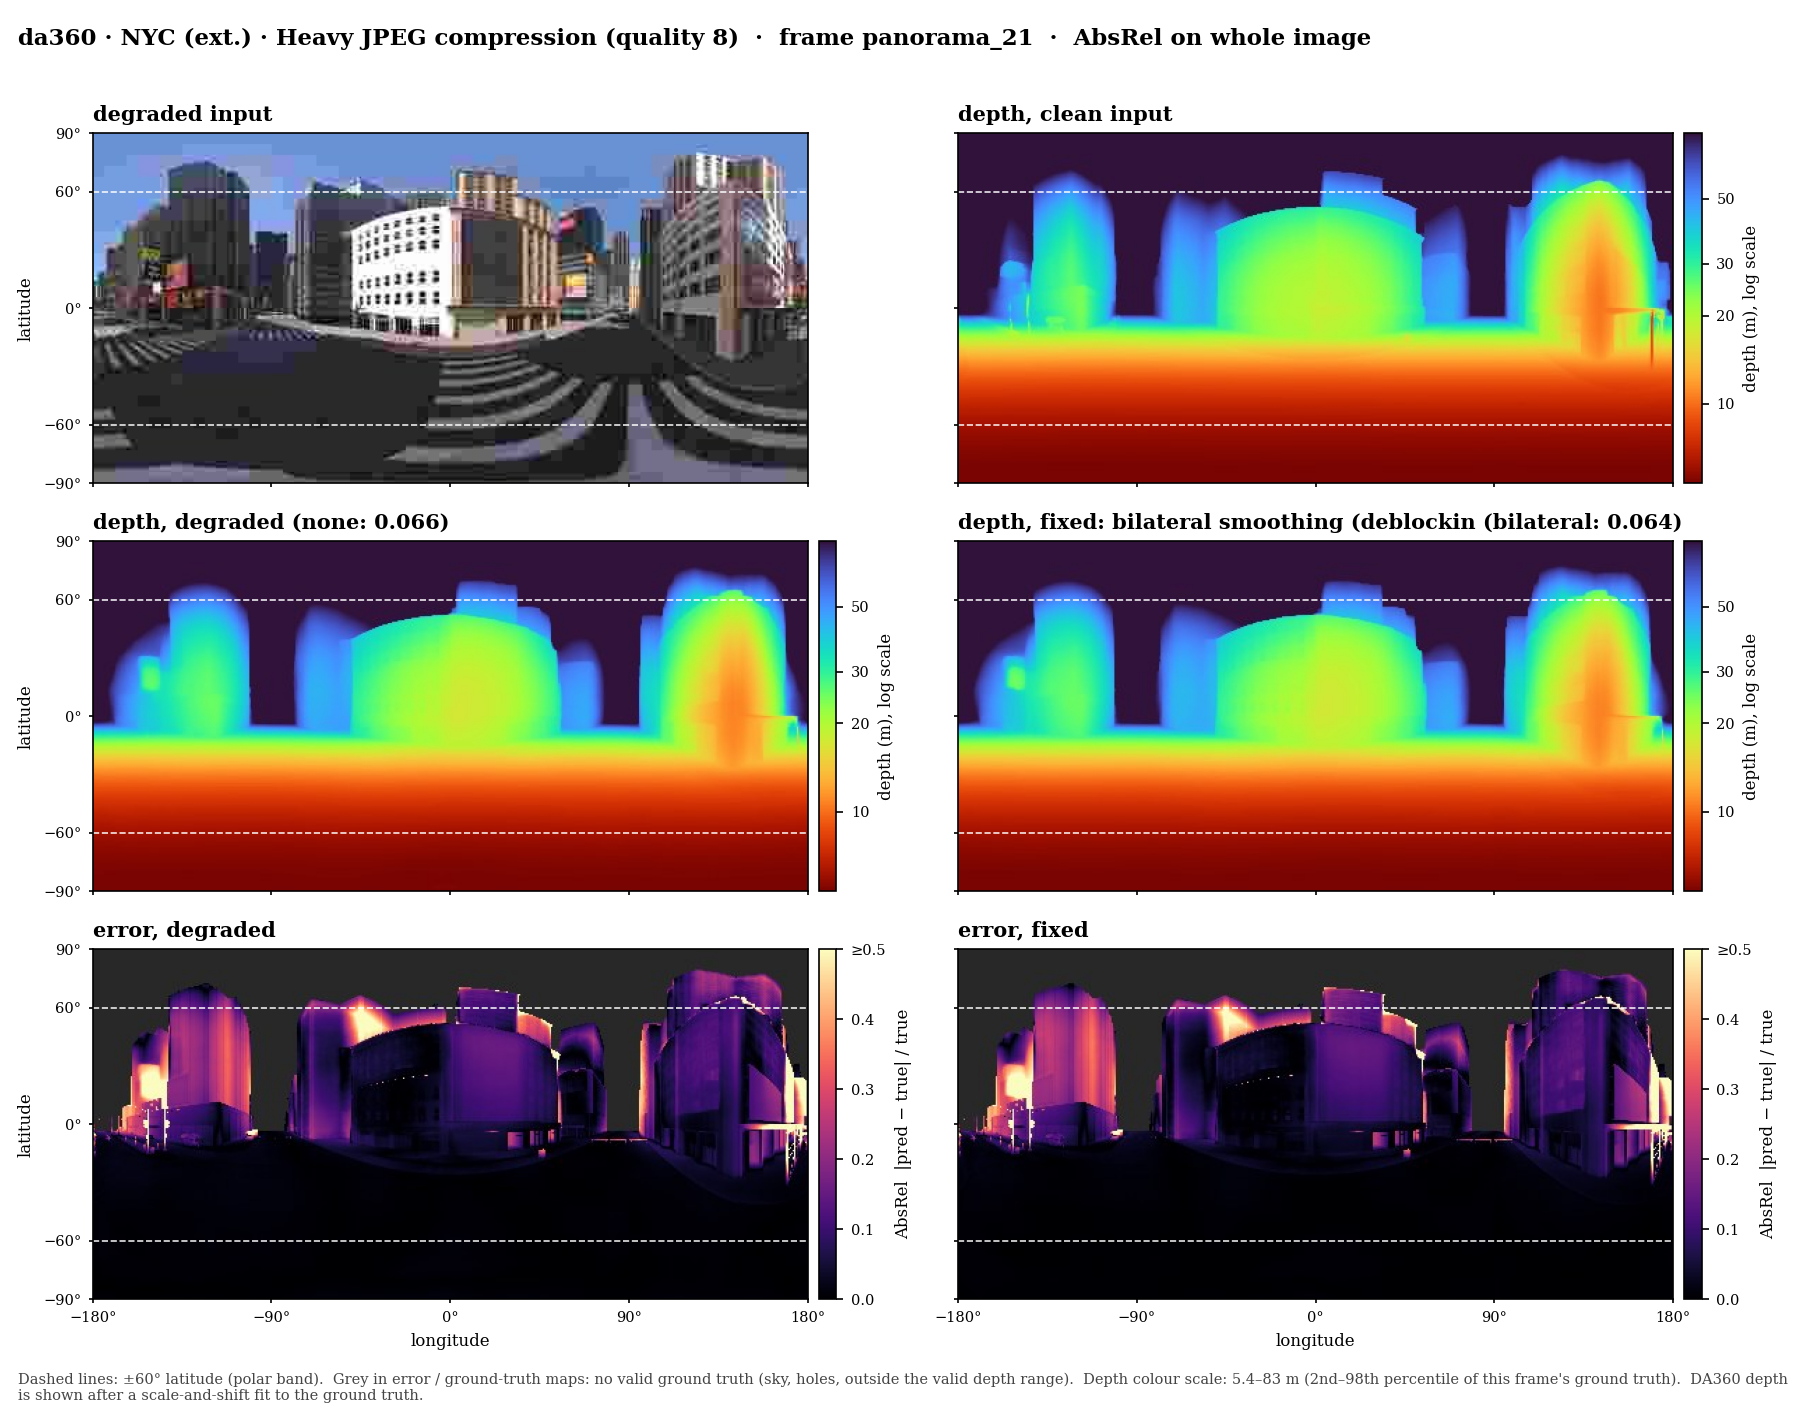 da360 · NYC (ext.) · Heavy JPEG compression (quality 8)  ·  frame panorama_21  ·  AbsRel on whole image
degraded input
depth, clean input
90°
60°
0°
−60°
−90°
latitude
50
30
20
10
depth (m), log scale
depth, degraded (none: 0.066)
depth, fixed: bilateral smoothing (deblockin (bilateral: 0.064)
90°
60°
0°
−60°
−90°
latitude
50
30
20
10
depth (m), log scale
50
30
20
10
depth (m), log scale
error, degraded
error, fixed
90°
60°
0°
−60°
−90°
latitude
−180°
−90°
0°
90°
180°
longitude
≥0.5
0.4
0.3
0.2
0.1
0.0
AbsRel |pred − true| / true
−180°
−90°
0°
90°
180°
longitude
≥0.5
0.4
0.3
0.2
0.1
0.0
AbsRel |pred − true| / true
Dashed lines: ±60° latitude (polar band).  Grey in error / ground-truth maps: no valid ground truth (sky, holes, outside the valid depth range).  Depth colour scale: 5.4–83 m (2nd–98th percentile of this frame's ground truth).  DA360 depth
is shown after a scale-and-shift fit to the ground truth.